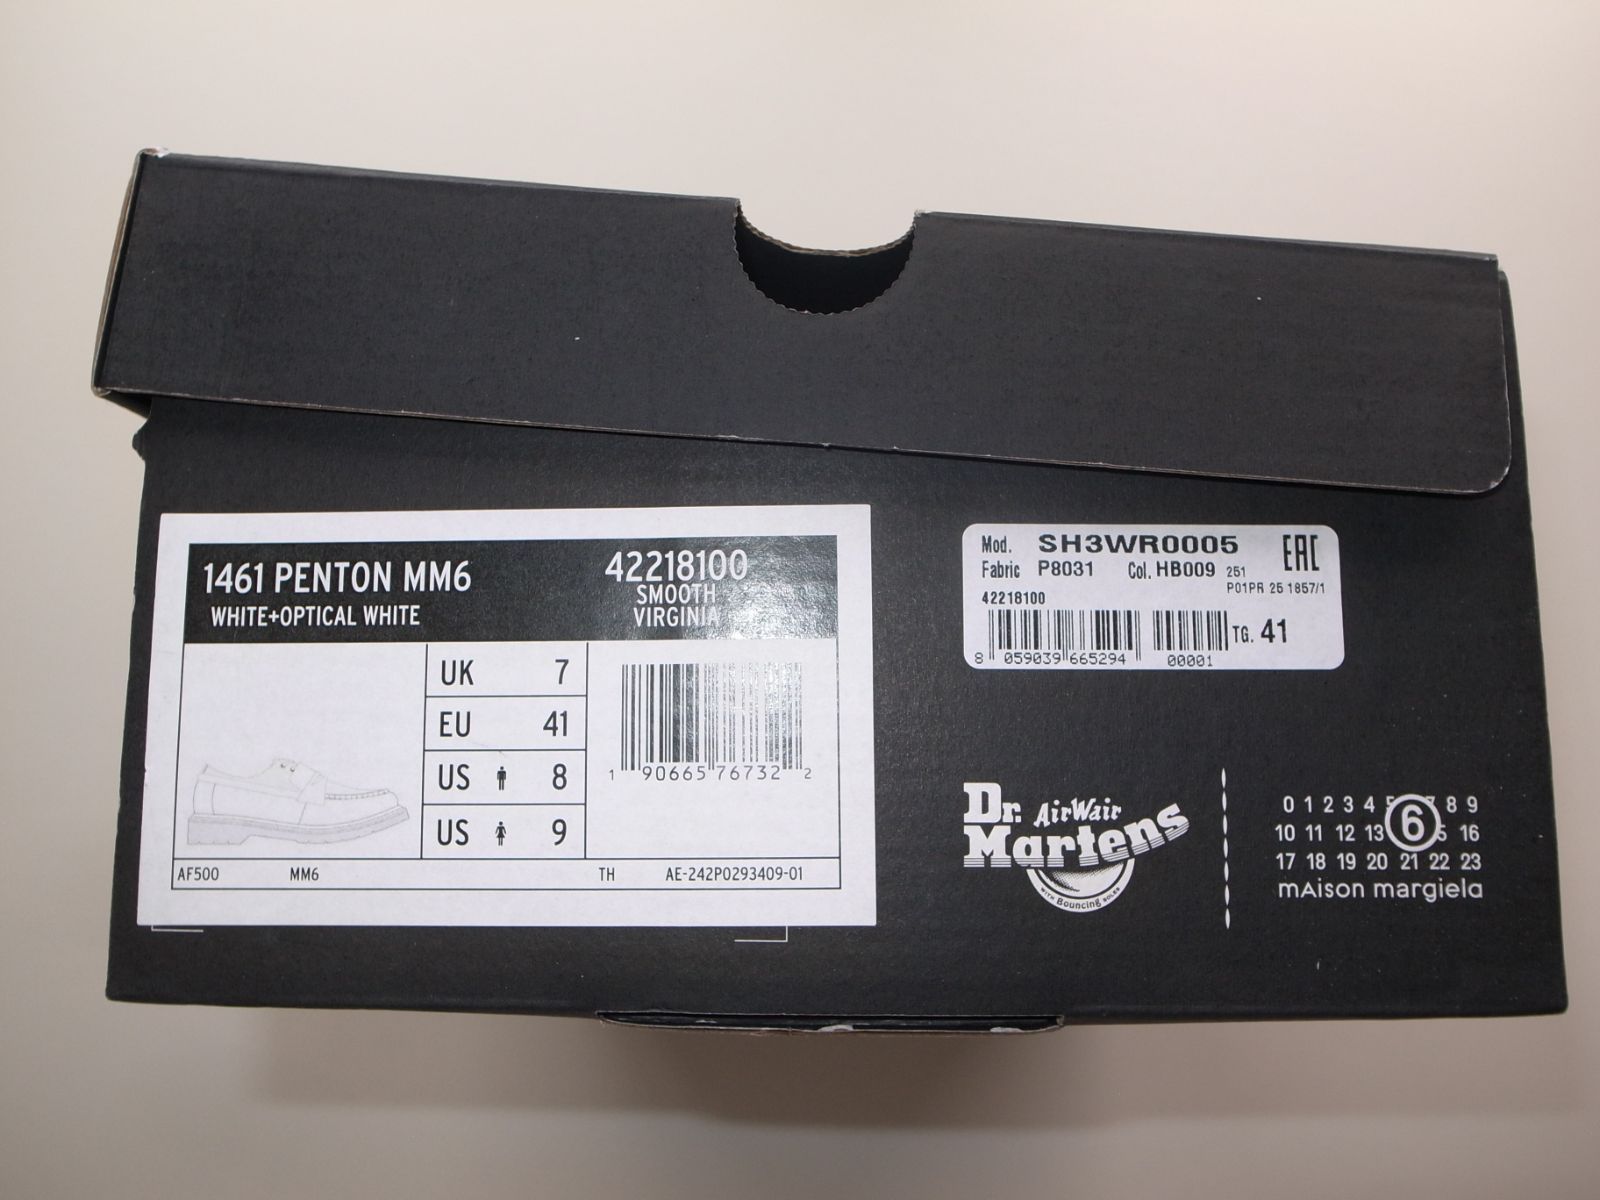 1461 PENTON MM6
WHITE+OPTICAL WHITE
42218100
SMOOTH
VIRGINIA
UK 7
EU 41
US 8
US 9
1 90665 76732 2
AF500 MM6 TH AE-242P0293409-01
Mod. SH3WR0005 EAC
Fabric P8031 Col. HB009 251
P01PR 25 1857/1
42218100
TG. 41
8 059039 665294 00001
Dr. AirWair
Martens
WITH Bouncing SOLES
0 1 2 3 4 5 6 7 8 9
10 11 12 13 15 16
17 18 19 20 21 22 23
mAison margiela